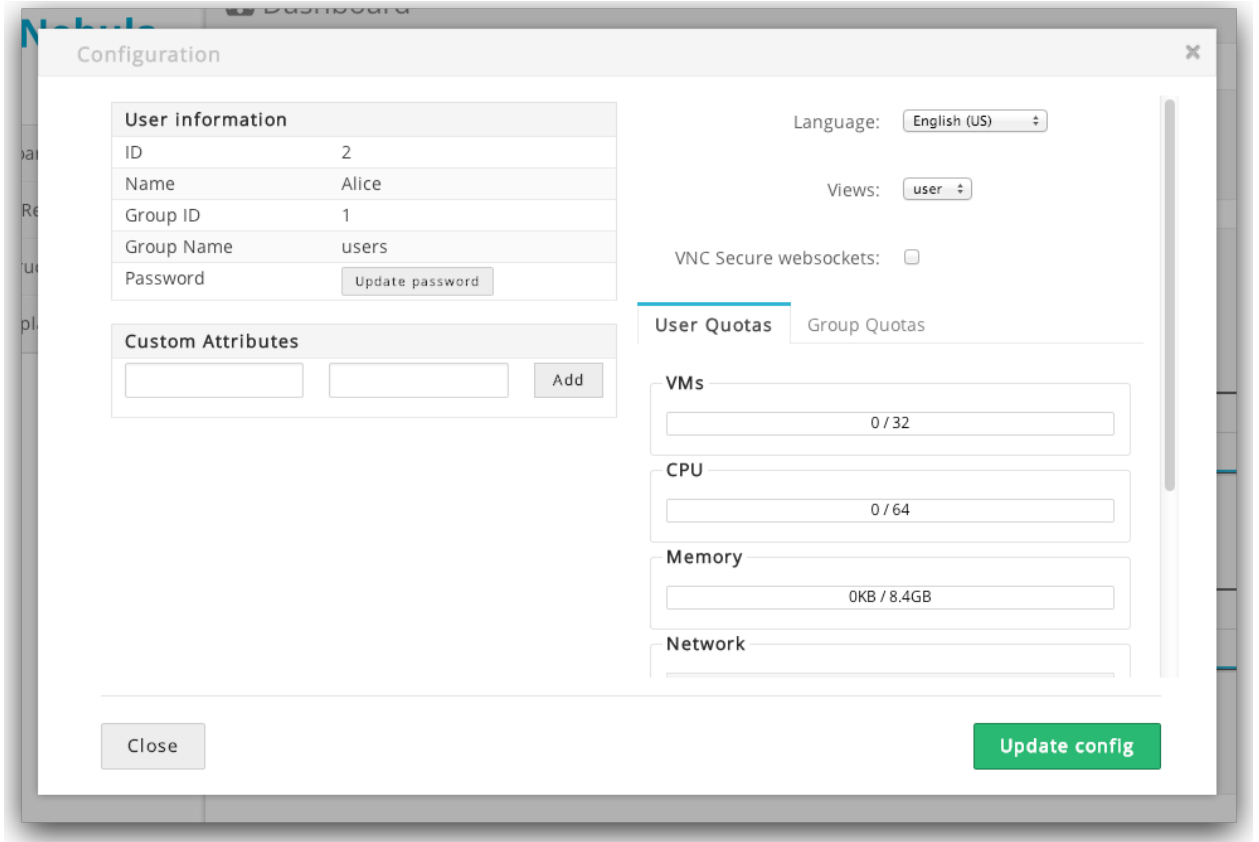 Dashboard
Configuration
User information
ID 2
Name Alice
Group ID 1
Group Name users
Password Update password
Custom Attributes
Add
Language: English (US)
Views: user
VNC Secure websockets:
User Quotas Group Quotas
VMs
0 / 32
CPU
0 / 64
Memory
0KB / 8.4GB
Network
Close
Update config